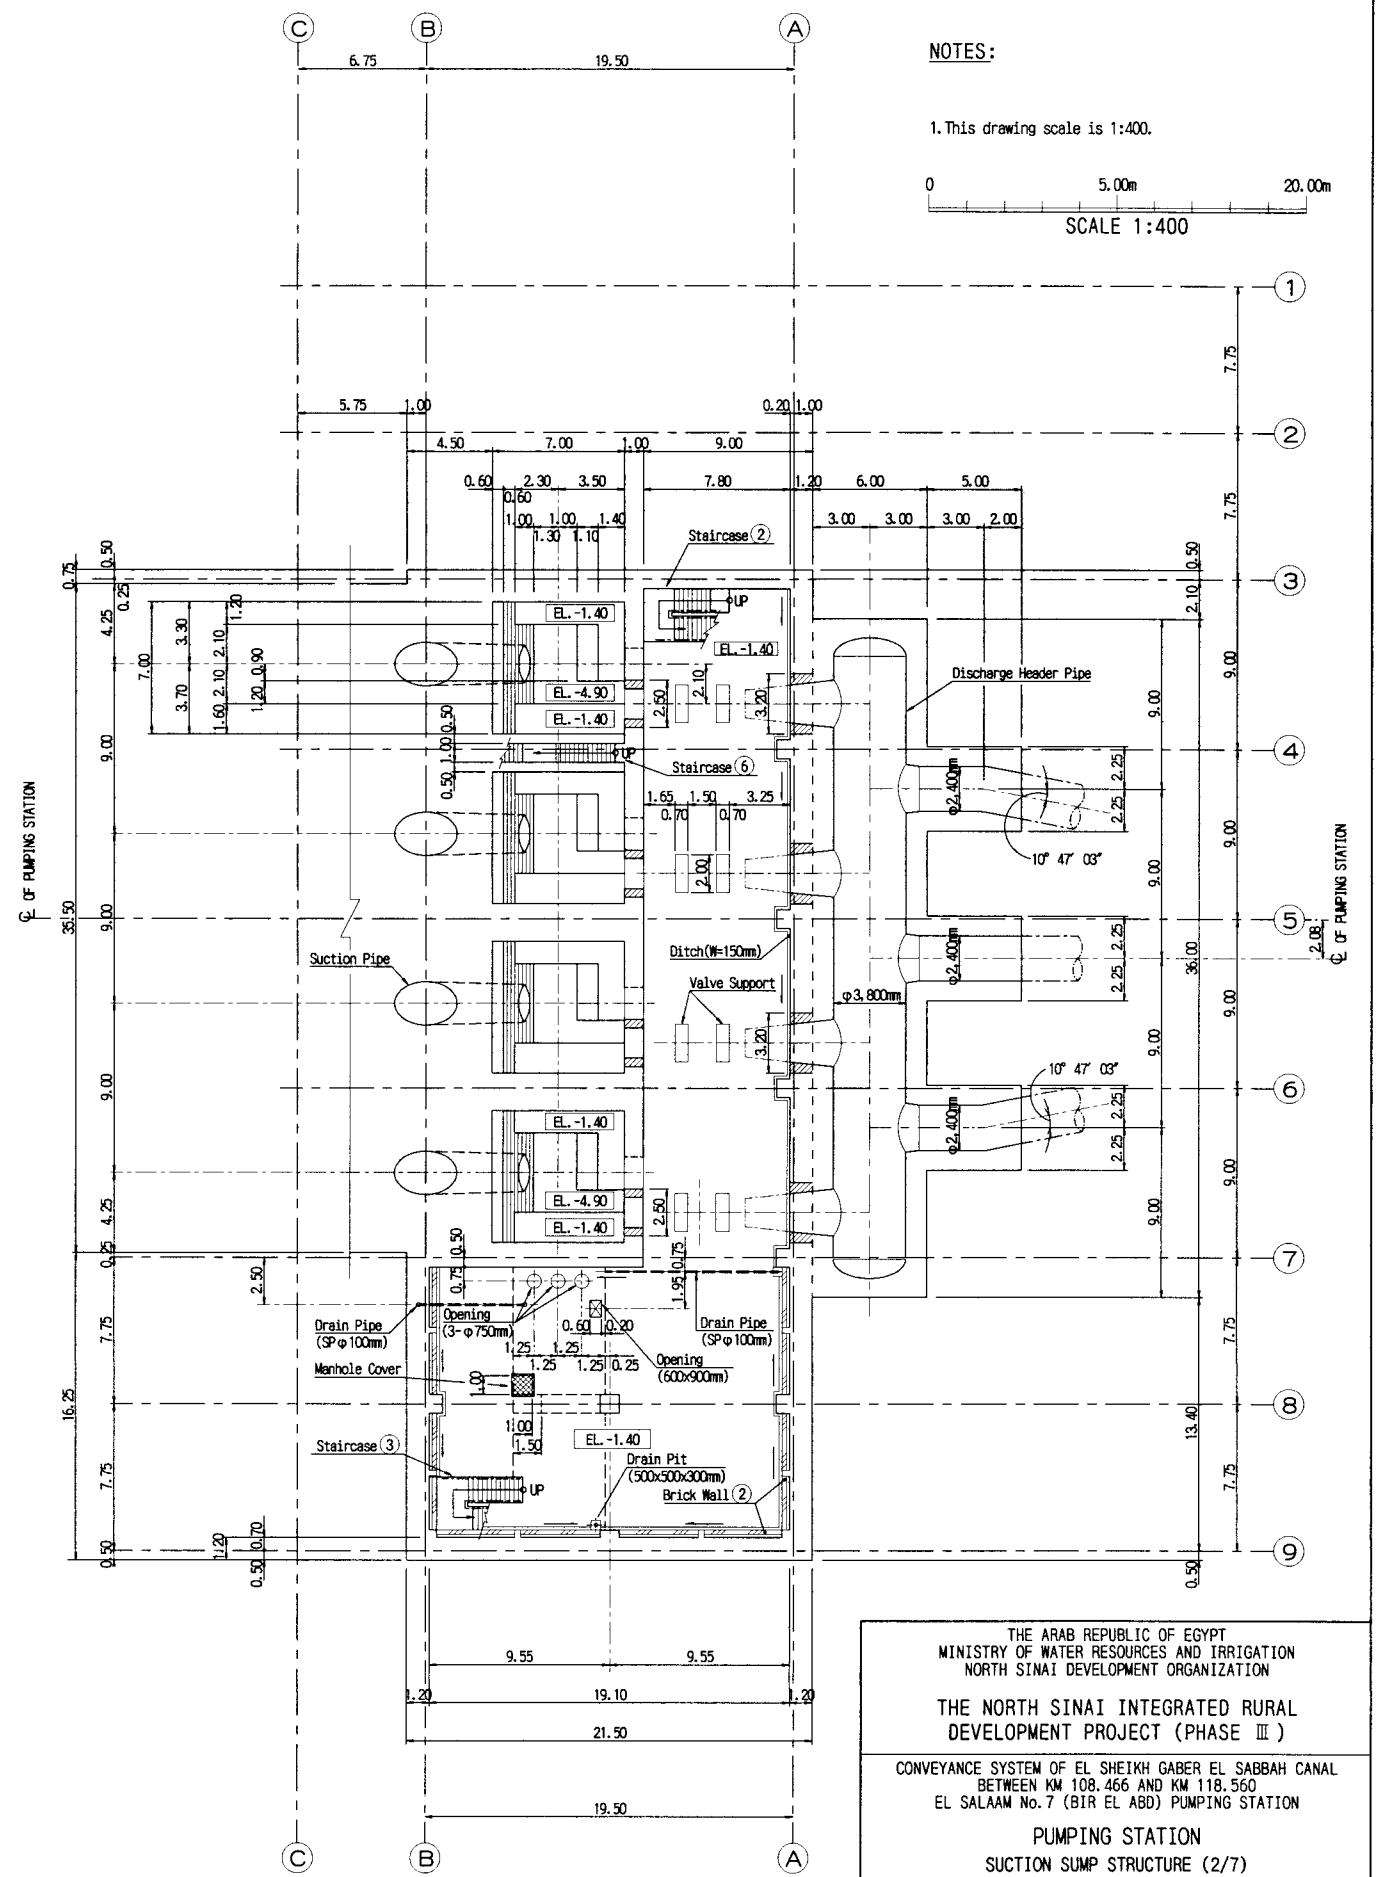 C B A
6.75 19.50
NOTES:
1. This drawing scale is 1:400.
0 5.00m 20.00m
SCALE 1:400
1
7.75
5.75 1.00 0.20 1.00
2
4.50 7.00 1.00 9.00
0.60 2.30 3.50 7.80 1.20 6.00 5.00
0.60
1.00 1.00 1.40 3.00 3.00 3.00 2.00
1.30 1.10
7.75
Staircase 2
0.75 0.50 0.50
3
0.25 1.20 2.10
UP
EL.-1.40
EL.-1.40
4.25 7.00 3.30 2.10 0.90
3.70 2.10 1.20 1.60
2.10
Discharge Header Pipe
EL.-4.90
EL.-1.40
2.50 3.20 9.00 9.00
9.00 0.50 1.00 0.50
UP
Staircase 6
4
2.25
2.25
φ2,400mm
1.65 1.50 3.25
0.70 0.70
2.00
10° 47' 03"
9.00 9.00
℄ OF PUMPING STATION
35.50 9.00
5
2.08
℄ OF PUMPING STATION
Ditch(W=150mm)
Suction Pipe
2.25
2.25
φ2,400mm
36.00
Valve Support
φ3,800mm
3.20
9.00 9.00
9.00
10° 47' 03"
6
EL.-1.40
φ2,400mm
2.25
2.25
EL.-4.90
EL.-1.40
2.50
4.25 9.00 9.00
0.25 0.50 0.75
7
2.50 0.75 1.95
Drain Pipe
(SPφ100mm)
Opening
(3-φ750mm)
0.60 0.20
Drain Pipe
(SPφ100mm)
1.25 1.25
1.25 1.25 0.25
Opening
(600x900mm)
Manhole Cover
1.00
7.75 7.75
16.25
8
1.00
1.50
EL.-1.40
13.40
Staircase 3
Drain Pit
(500x500x300mm)
UP
Brick Wall 2
7.75 7.75
1.20 0.70
0.50 0.50 0.50
9
9.55 9.55
1.20 19.10 1.20
21.50
19.50
C B A
THE ARAB REPUBLIC OF EGYPT
MINISTRY OF WATER RESOURCES AND IRRIGATION
NORTH SINAI DEVELOPMENT ORGANIZATION
THE NORTH SINAI INTEGRATED RURAL
DEVELOPMENT PROJECT (PHASE Ⅲ)
CONVEYANCE SYSTEM OF EL SHEIKH GABER EL SABBAH CANAL
BETWEEN KM 108.466 AND KM 118.560
EL SALAAM No.7 (BIR EL ABD) PUMPING STATION
PUMPING STATION
SUCTION SUMP STRUCTURE (2/7)